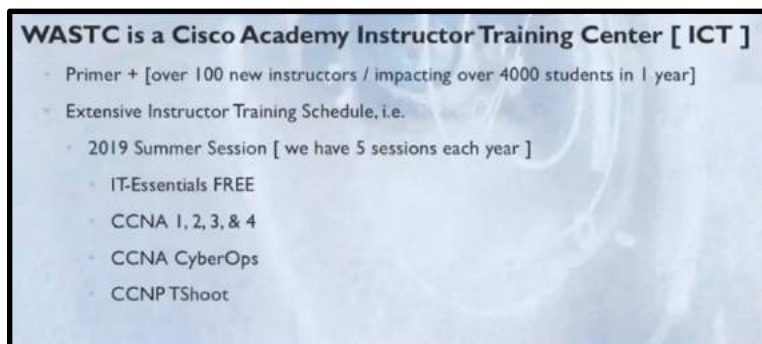 WASTC is a Cisco Academy Instructor Training Center [ ICT ]
Primer + [over 100 new instructors / impacting over 4000 students in 1 year]
Extensive Instructor Training Schedule, i.e.
2019 Summer Session [ we have 5 sessions each year ]
IT-Essentials FREE
CCNA 1, 2, 3, & 4
CCNA CyberOps
CCNP TShoot